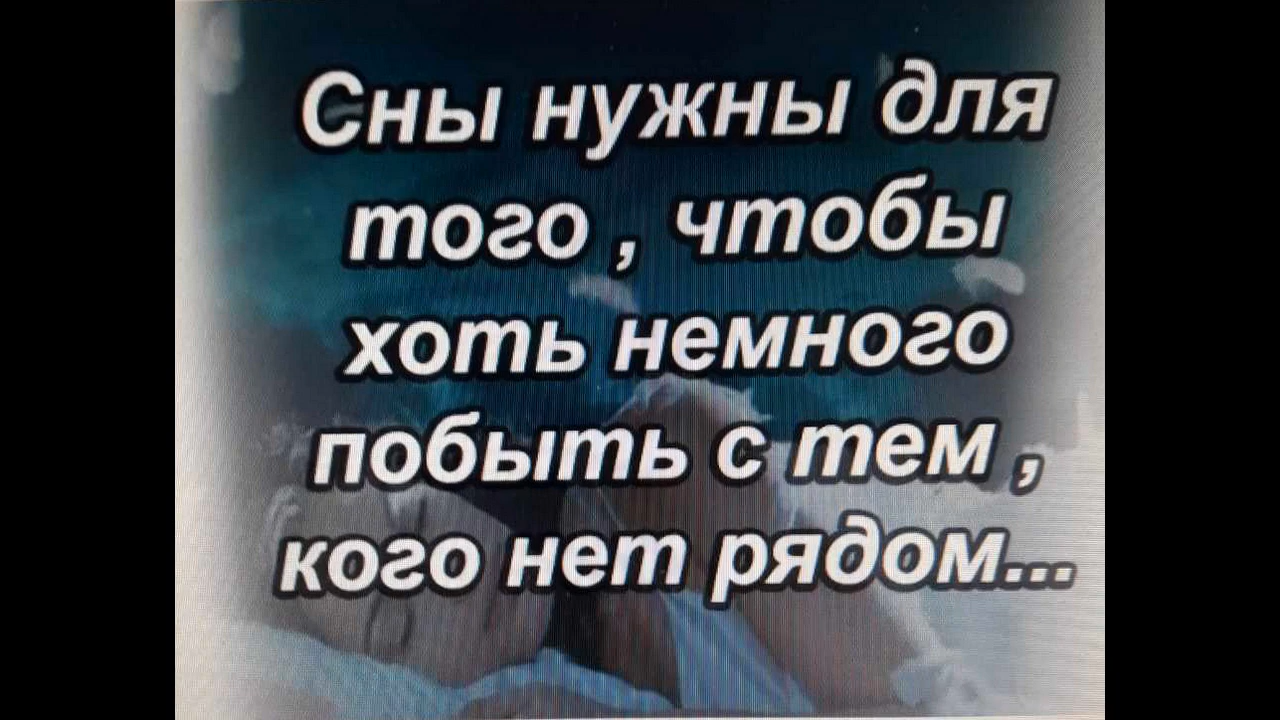 Сны нужны для
того , чтобы
хоть немного
побыть с тем ,
кого нет рядом...